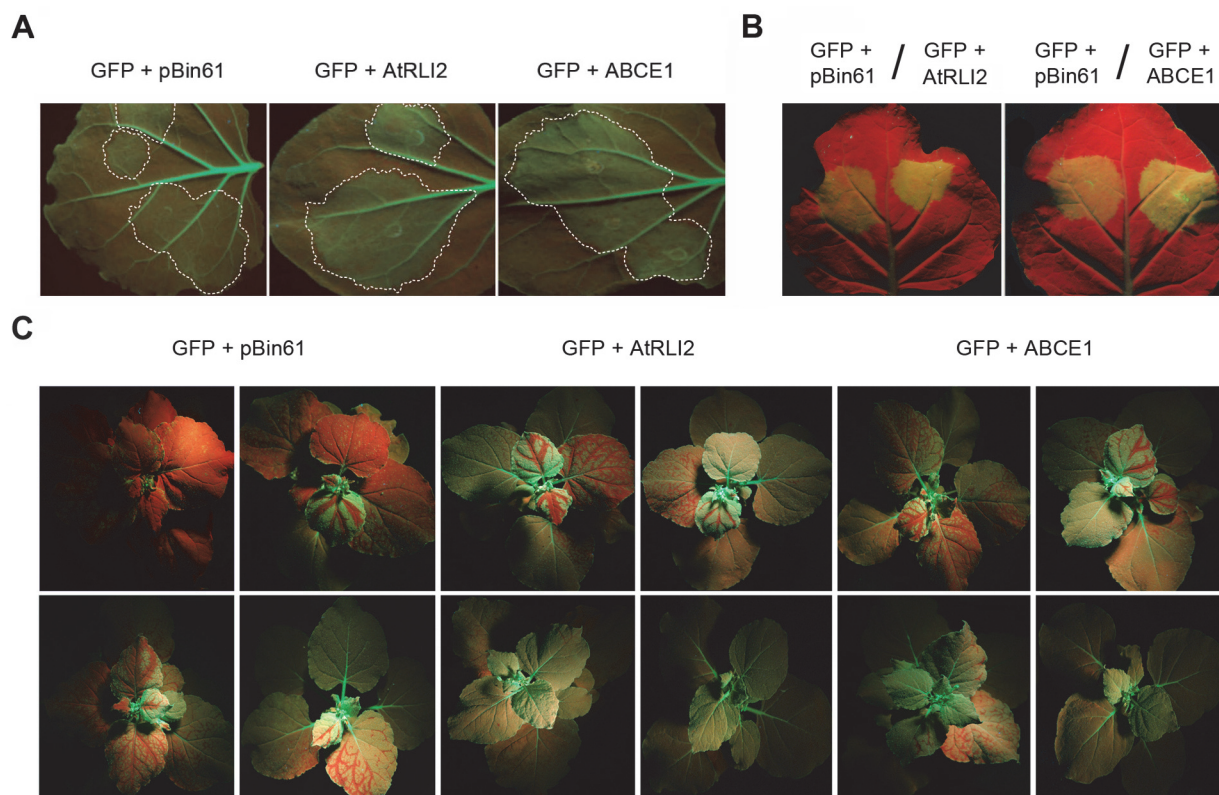 A
GFP + pBin61
GFP + AtRLI2
GFP + ABCE1
B
GFP +
pBin61
/
GFP +
AtRLI2
GFP +
pBin61
/
GFP +
ABCE1
C
GFP + pBin61
GFP + AtRLI2
GFP + ABCE1